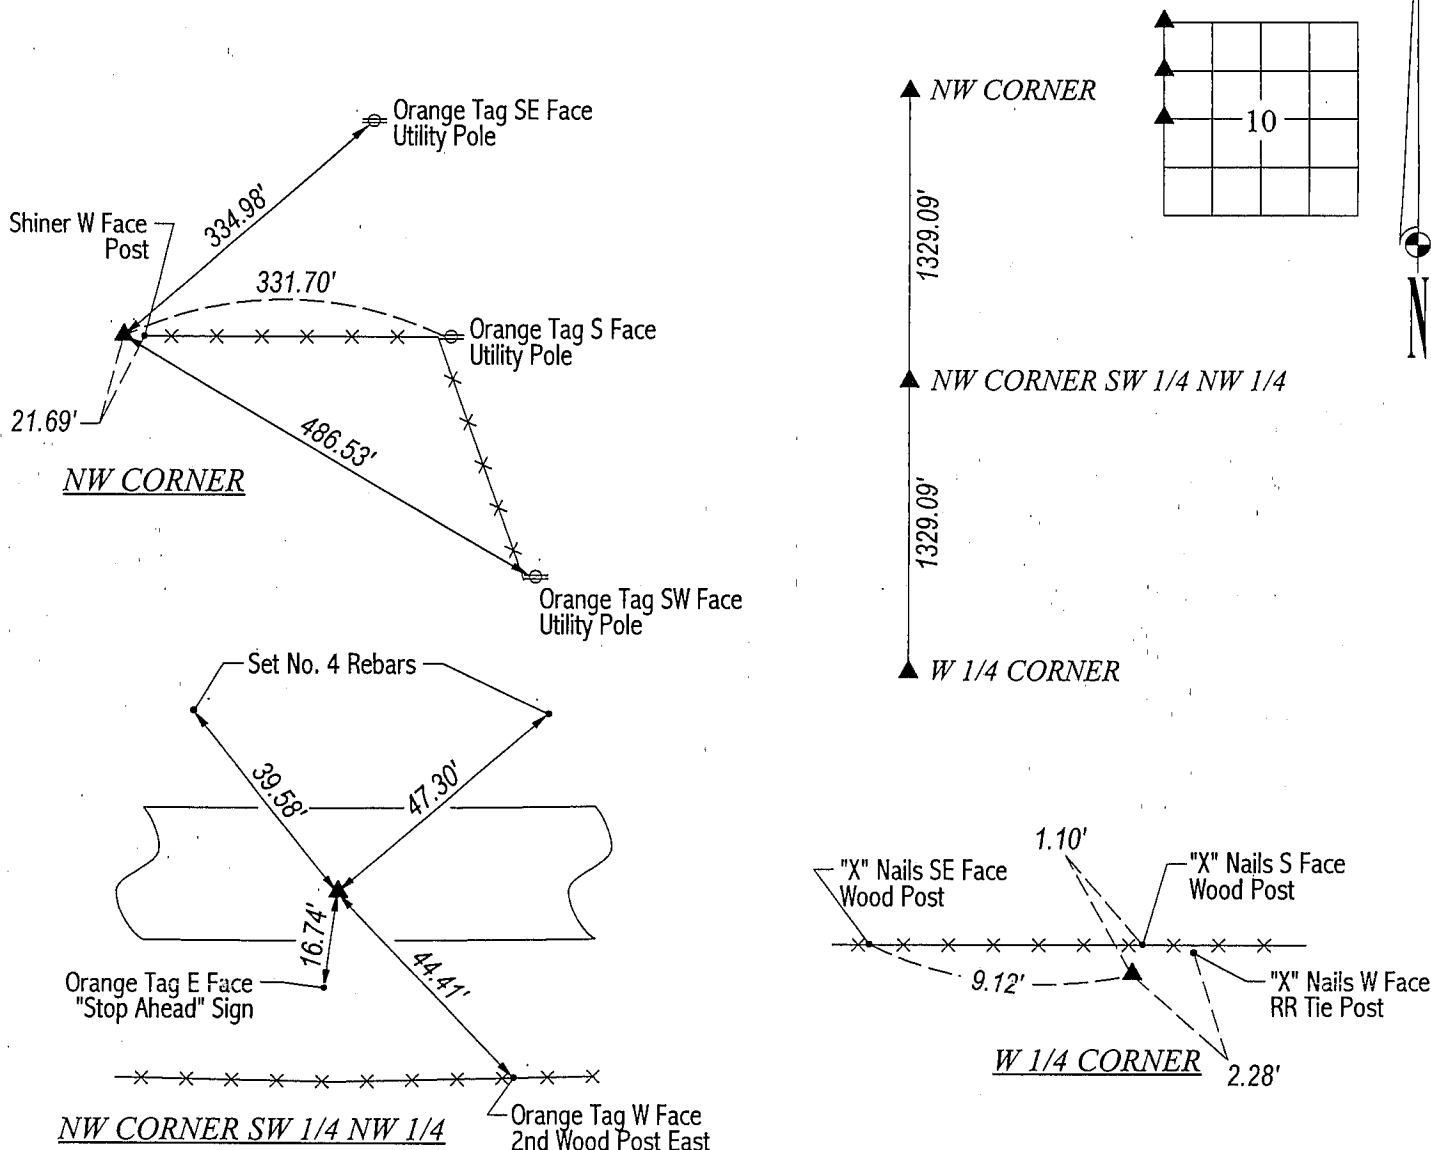 Orange Tag SE Face
Utility Pole
334.98'
Shiner W Face
Post
331.70'
Orange Tag S Face
Utility Pole
21.69'
486.53'
NW CORNER
Orange Tag SW Face
Utility Pole
NW CORNER
1329.09'
NW CORNER SW 1/4 NW 1/4
1329.09'
W 1/4 CORNER
10
N
Set No. 4 Rebars
39.58'
47.30'
16.74'
44.41'
Orange Tag E Face
"Stop Ahead" Sign
Orange Tag W Face
2nd Wood Post East
NW CORNER SW 1/4 NW 1/4
1.10'
"X" Nails SE Face
Wood Post
"X" Nails S Face
Wood Post
9.12'
"X" Nails W Face
RR Tie Post
W 1/4 CORNER
2.28'